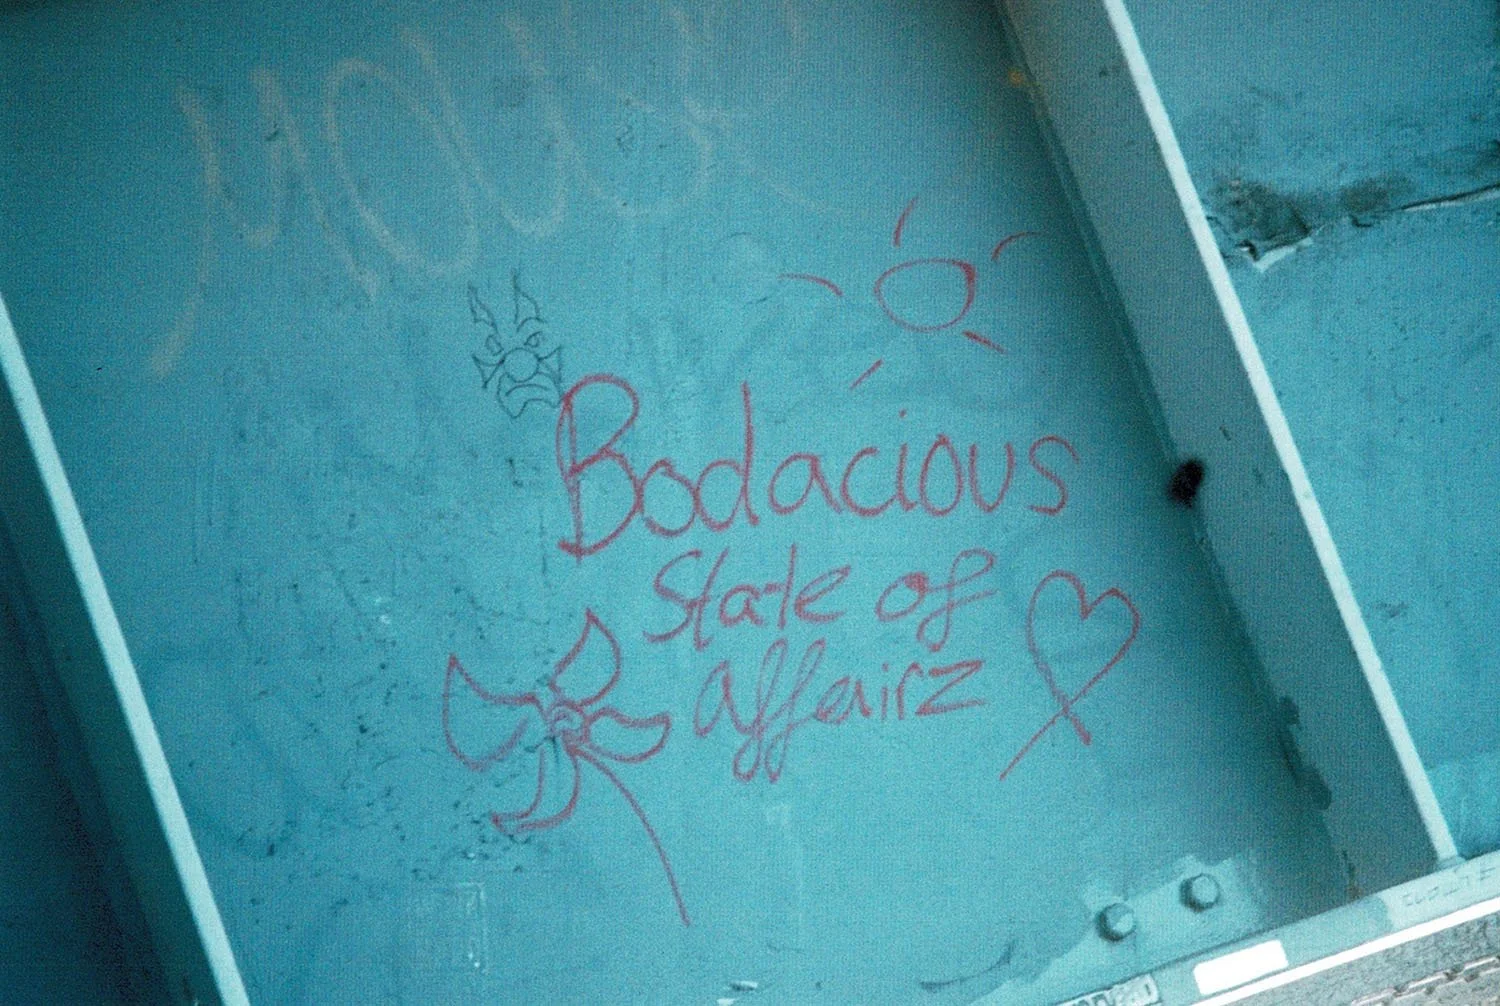 Bodacious
State of
affairz